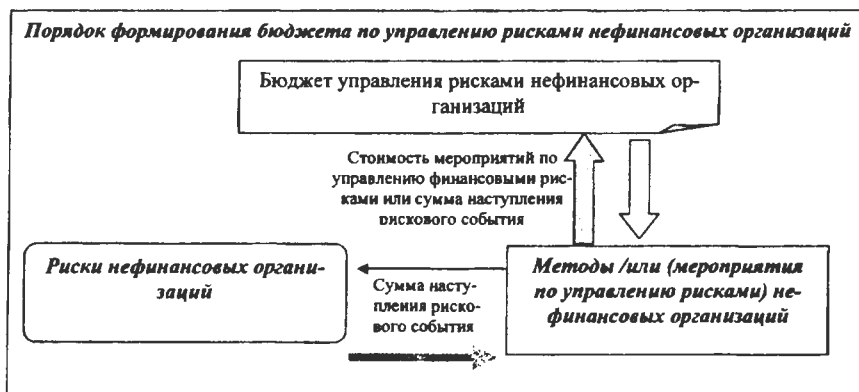 Порядок формирования бюджета по управлению рисками нефинансовых организаций
Бюджет управления рисками нефинансовых ор-
ганизаций
Стоимость мероприятий по
управлению финансовыми рис-
ками или сумма наступления
рискового события
Риски нефинансовых органи-
заций
Сумма насту-
пления риско-
вого события
Методы /или (мероприятия
по управлению рисками) не-
финансовых организаций